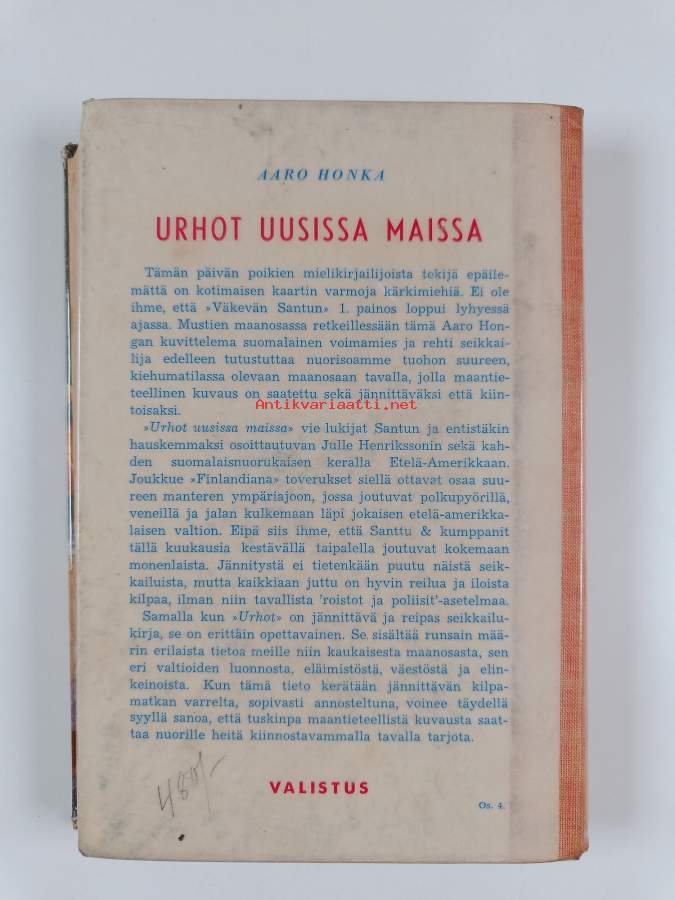 AARO HONKA
URHOT UUSISSA MAISSA
Tämän päivän poikien mielikirjailijoista tekijä epäile-
mättä on kotimaisen kaartin varmoja kärkimiehiä. Ei ole
ihme, että »Väkevän Santun» 1. painos loppui lyhyessä
ajassa. Mustien maanosassa retkeillessään tämä Aaro Hon-
gan kuvittelema suomalainen voimamies ja rehti seikkai-
lija edelleen tutustuttaa nuorisoamme tuohon suureen,
kiehumatilassa olevaan maanosaan tavalla, jolla maantie-
teellinen kuvaus on saatettu sekä jännittäväksi että kiin-
toisaksi.
Antikvariaatti.net
»Urhot uusissa maissa» vie lukijat Santun ja entistäkin
hauskemmaksi osoittautuvan Julle Henrikssonin sekä kah-
den suomalaisnuorukaisen keralla Etelä-Amerikkaan.
Joukkue »Finlandiana» toverukset siellä ottavat osaa suu-
reen manteren ympäriajoon, jossa joutuvat polkupyörillä,
veneillä ja jalan kulkemaan läpi jokaisen etelä-amerikka-
laisen valtion. Eipä siis ihme, että Santtu & kumppanit
tällä kuukausia kestävällä taipalella joutuvat kokemaan
monenlaista. Jännitystä ei tietenkään puutu näistä seik-
kailuista, mutta kaikkiaan juttu on hyvin reilua ja iloista
kilpaa, ilman niin tavallista 'roistot ja poliisit'-asetelmaa.
Samalla kun »Urhot» on jännittävä ja reipas seikkailu-
kirja, se on erittäin opettavainen. Se sisältää runsain mää-
rin erilaista tietoa meille niin kaukaisesta maanosasta, sen
eri valtioiden luonnosta, eläimistöstä, väestöstä ja elin-
keinoista. Kun tämä tieto kerätään jännittävän kilpa-
matkan varrelta, sopivasti annosteltuna, voinee täydellä
syyllä sanoa, että tuskinpa maantieteellistä kuvausta saat-
taa nuorille heitä kiinnostavammalla tavalla tarjota.
480/-
VALISTUS
Os. 4.